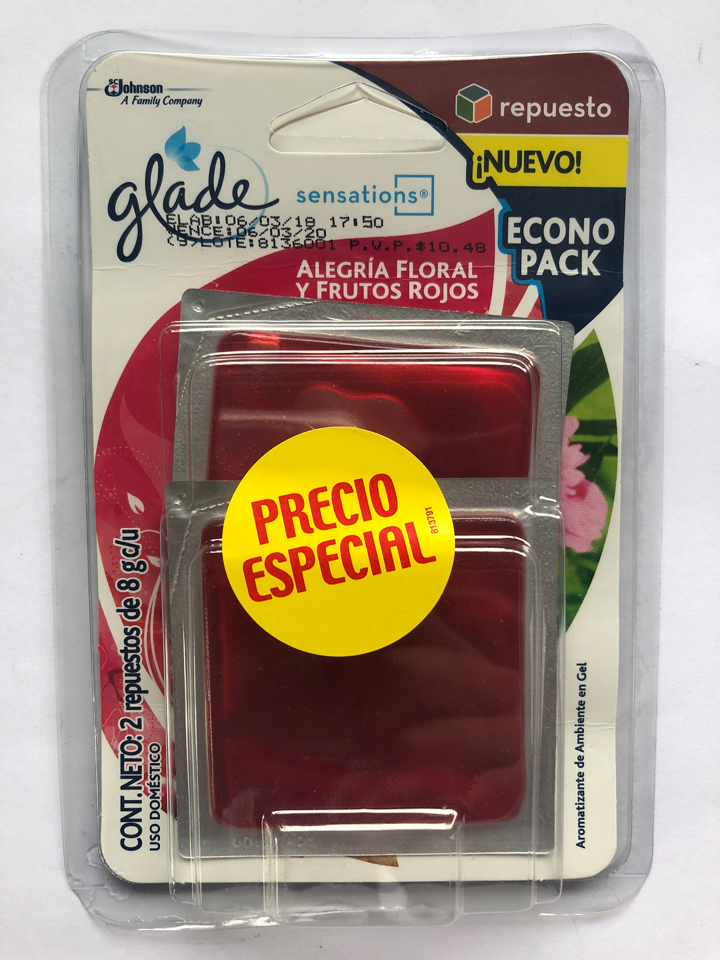 SC Johnson
A Family Company
repuesto
¡NUEVO!
glade
sensations®
ELAB:06/03/18 17:50
VENCE:06/03/20
(S)LOTE:8136001 P.V.P.$10.48
ECONO
PACK
ALEGRÍA FLORAL
Y FRUTOS ROJOS
PRECIO
ESPECIAL
813791
CONT.NETO: 2 repuestos de 8 gc/u
USO DOMÉSTICO
Aromatizante de Ambiente en Gel